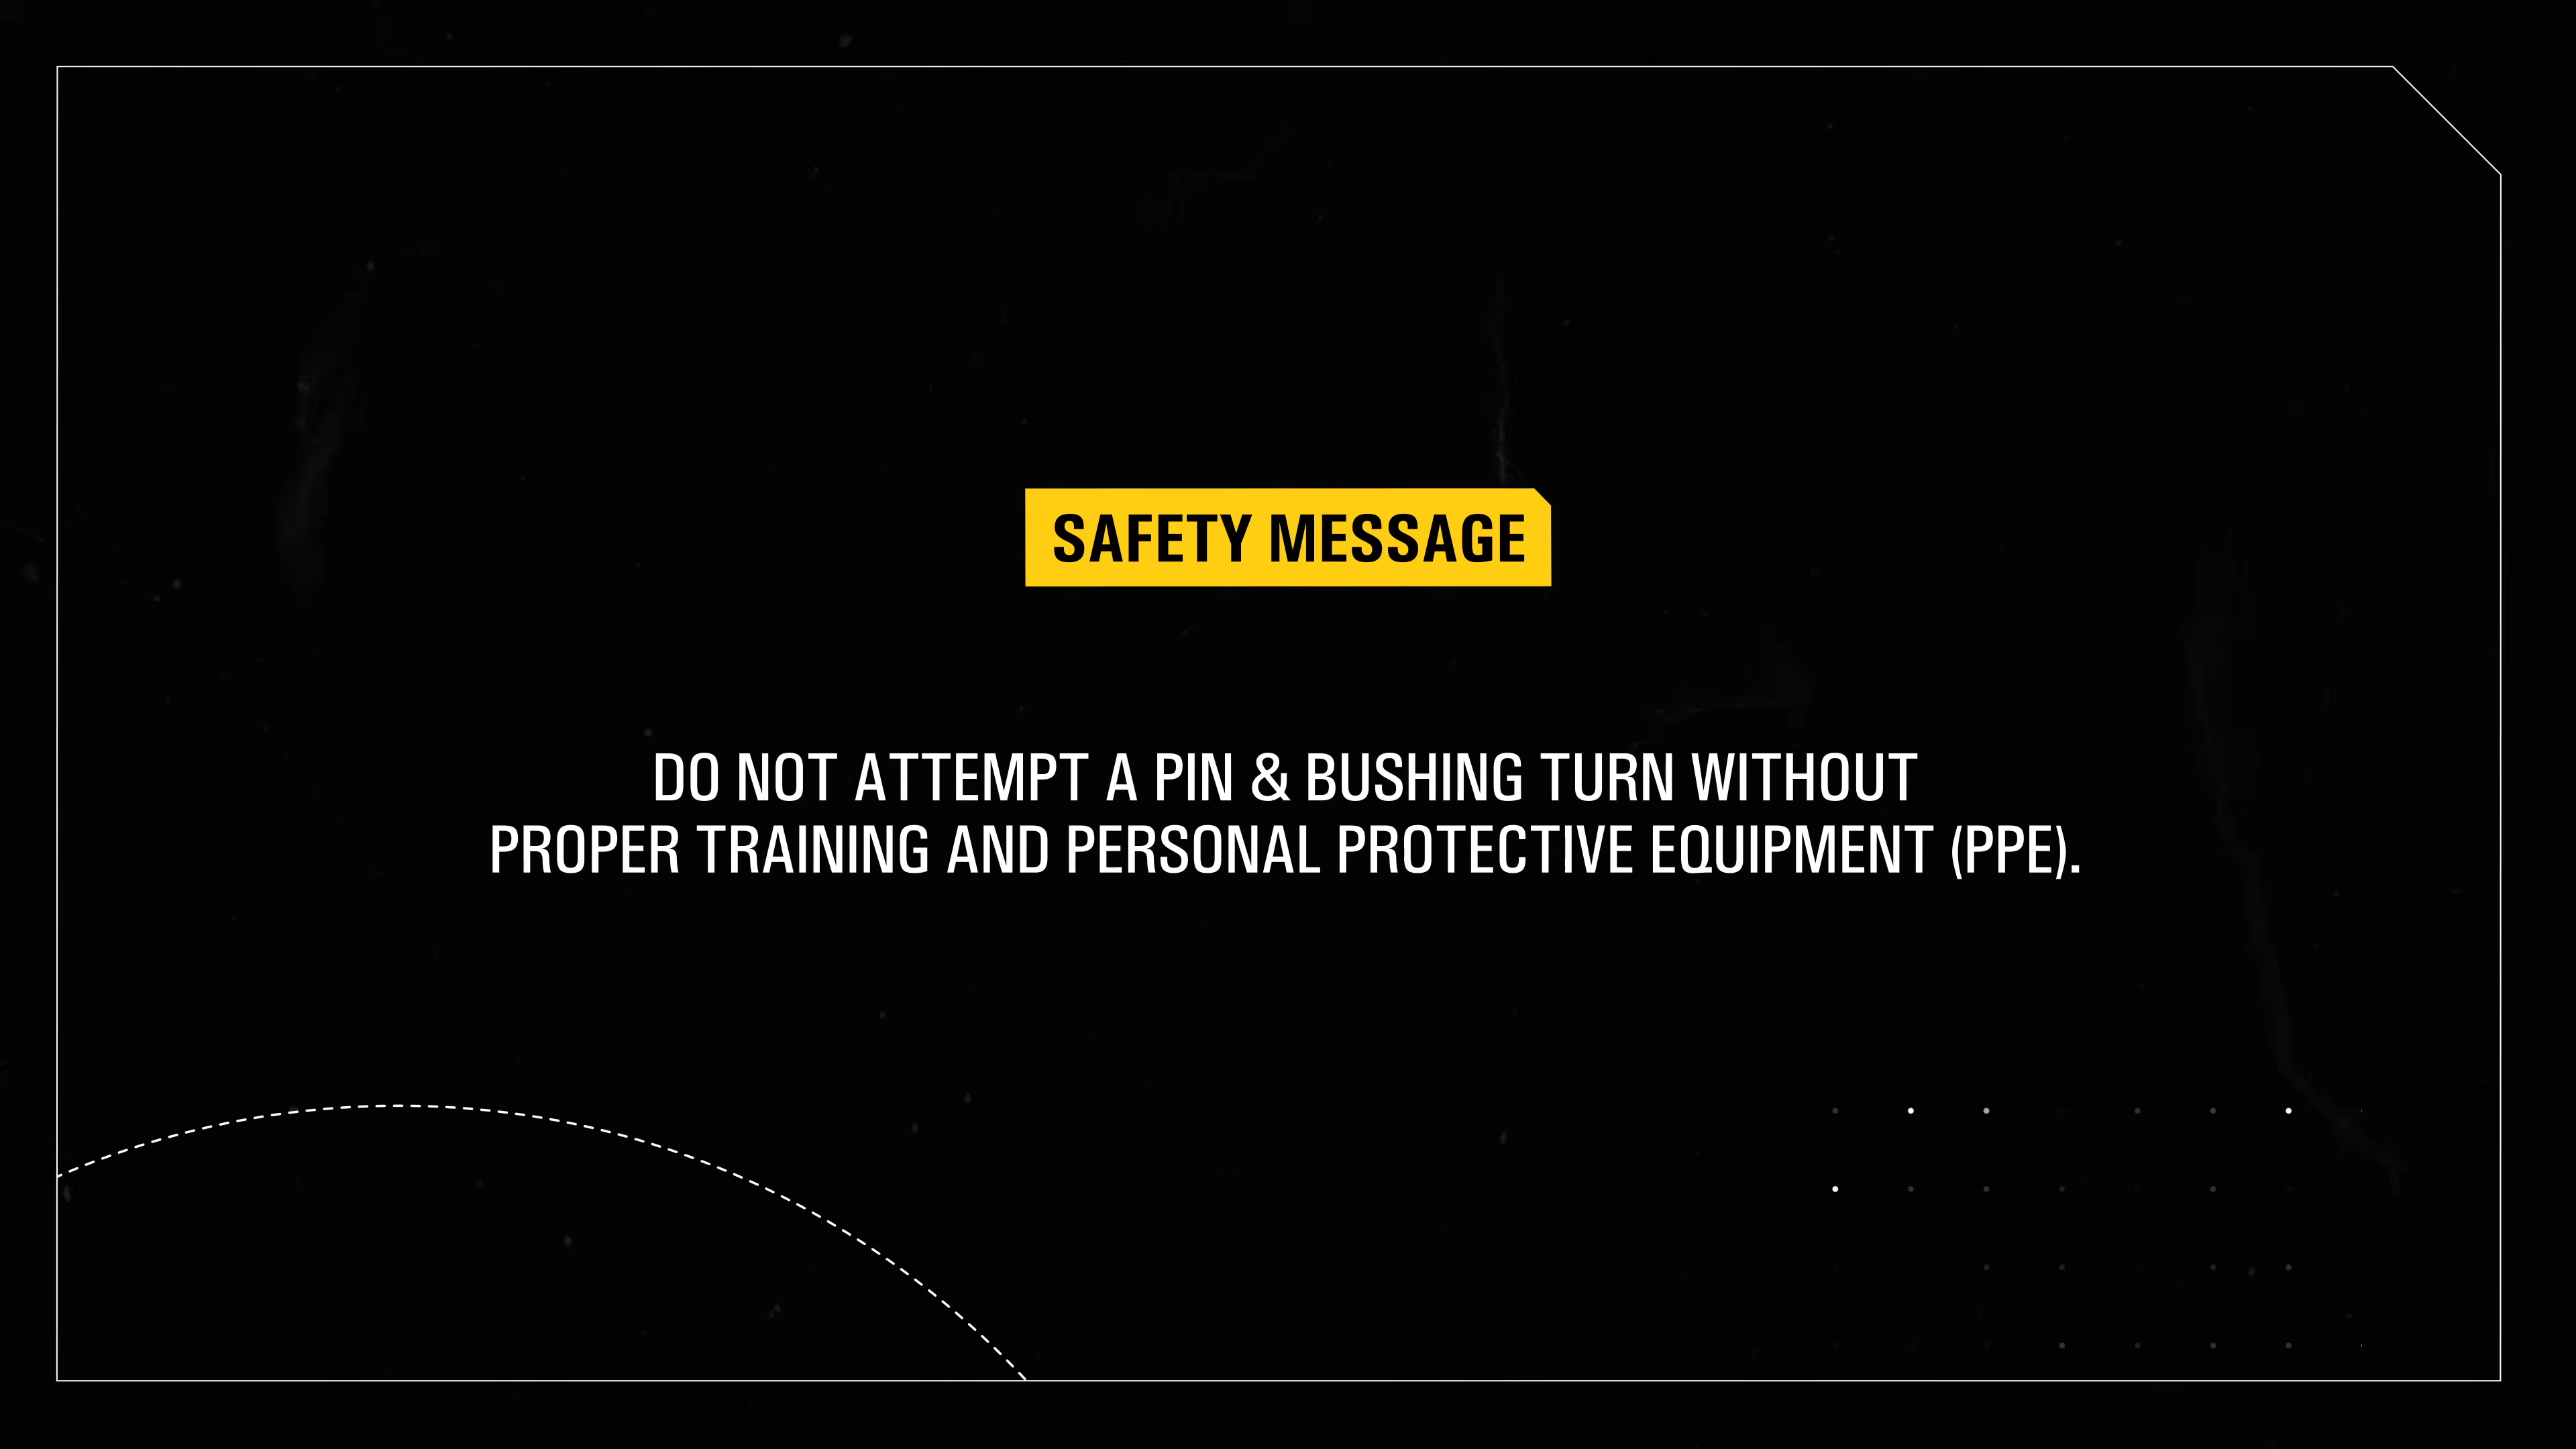 SAFETY MESSAGE
DO NOT ATTEMPT A PIN & BUSHING TURN WITHOUT
PROPER TRAINING AND PERSONAL PROTECTIVE EQUIPMENT (PPE).